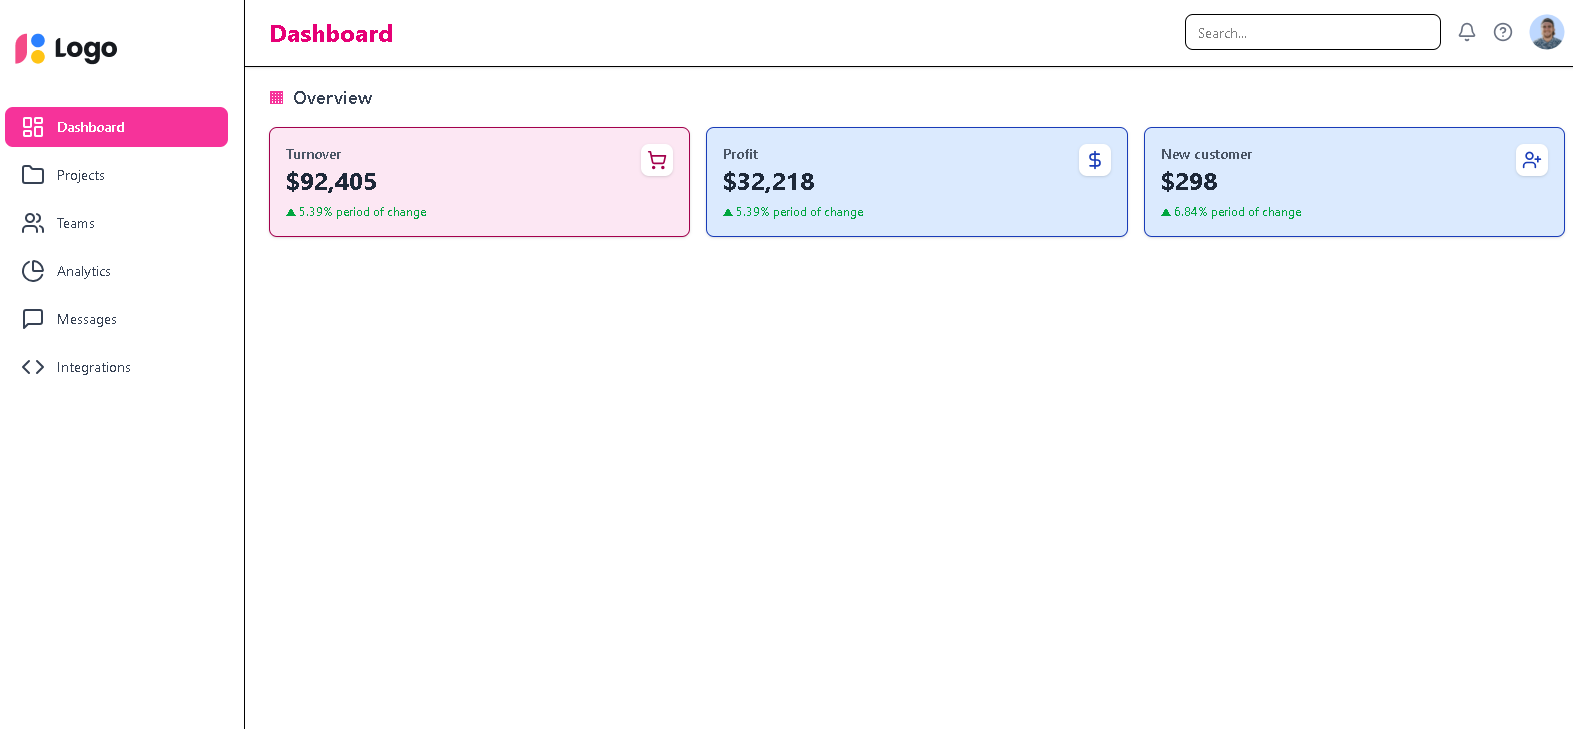 Logo
Dashboard
Projects
Teams
Analytics
Messages
Integrations
Dashboard
Search...
Overview
Turnover
$92,405
5.39% period of change
Profit
$32,218
5.39% period of change
New customer
$298
6.84% period of change